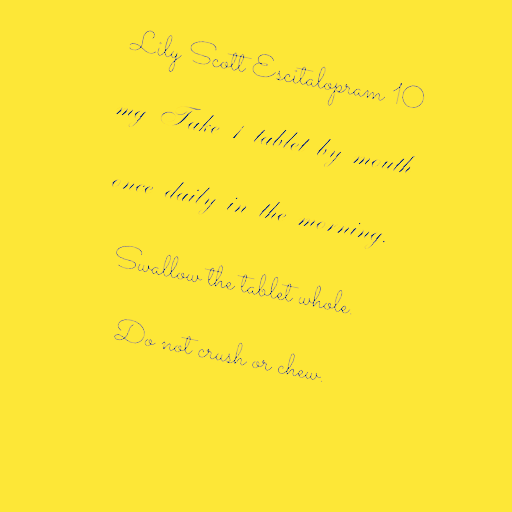 Lily Scott Escitalopram 10
mg Take 1 tablet by mouth
once daily in the morning.
Swallow the tablet whole.
Do not crush or chew.